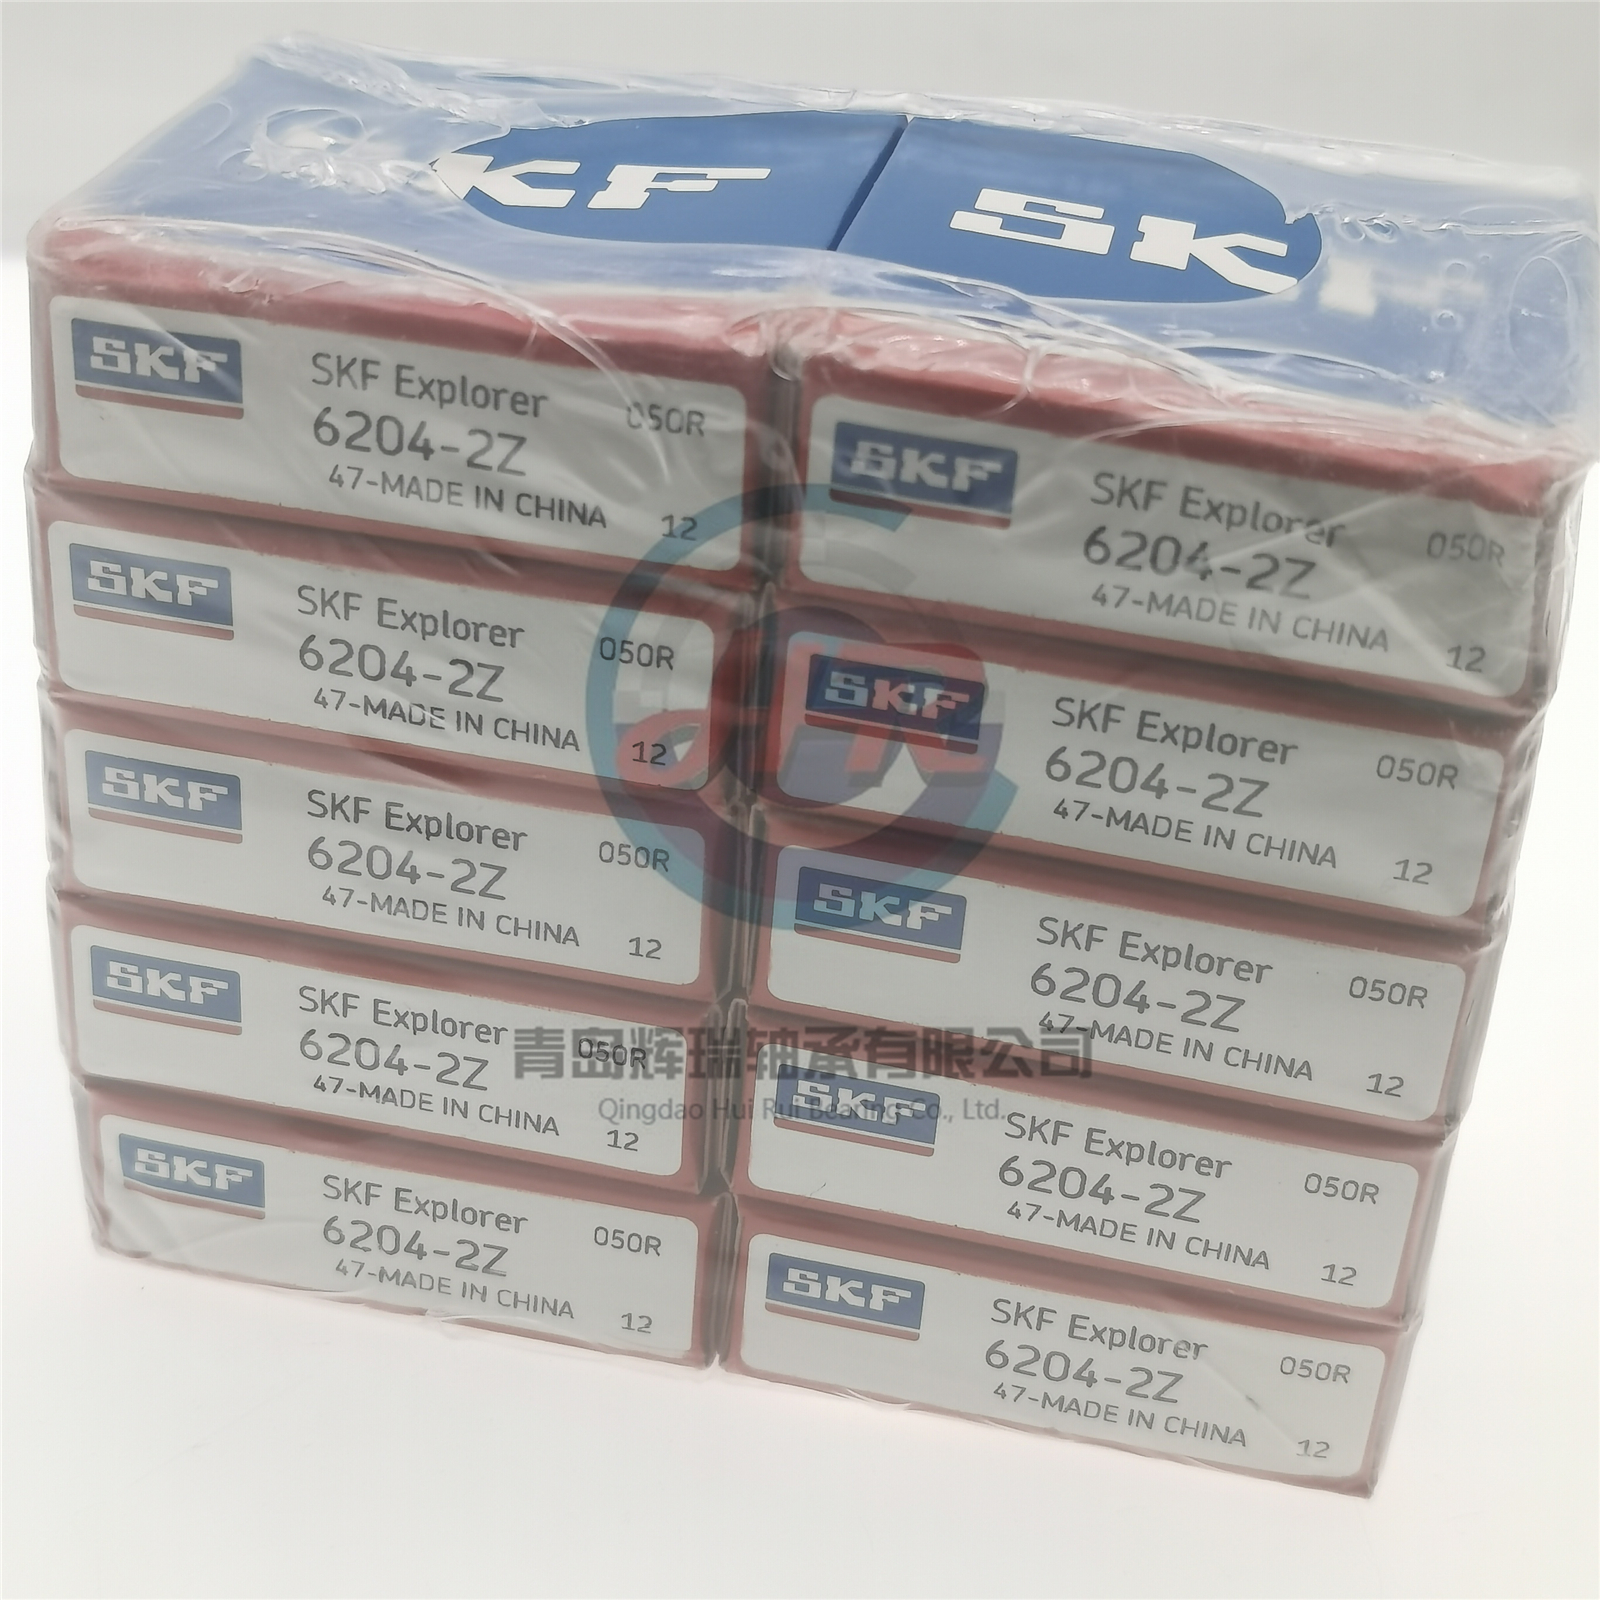 SKF
SKF
SKF
SKF Explorer
050R
6204-2Z
47-MADE IN CHINA
12
SKF
SKF Explorer
050R
6204-2Z
47-MADE IN CHINA
12
SKF
SKF Explorer
050R
6204-2Z
47-MADE IN CHINA
12
SKF
SKF Explorer
050R
6204-2Z
47-MADE IN CHINA
12
SKF
SKF Explorer
050R
6204-2Z
47-MADE IN CHINA
12
SKF
SKF Explorer
050R
6204-2Z
47-MADE IN CHINA
12
SKF
SKF Explorer
050R
6204-2Z
47-MADE IN CHINA
12
SKF
SKF Explorer
050R
6204-2Z
47-MADE IN CHINA
12
SKF
SKF Explorer
050R
6204-2Z
47-MADE IN CHINA
12
SKF
SKF Explorer
050R
6204-2Z
47-MADE IN CHINA
12
青岛辉瑞轴承有限公司
Qingdao Hui Rui Bearing Co., Ltd.